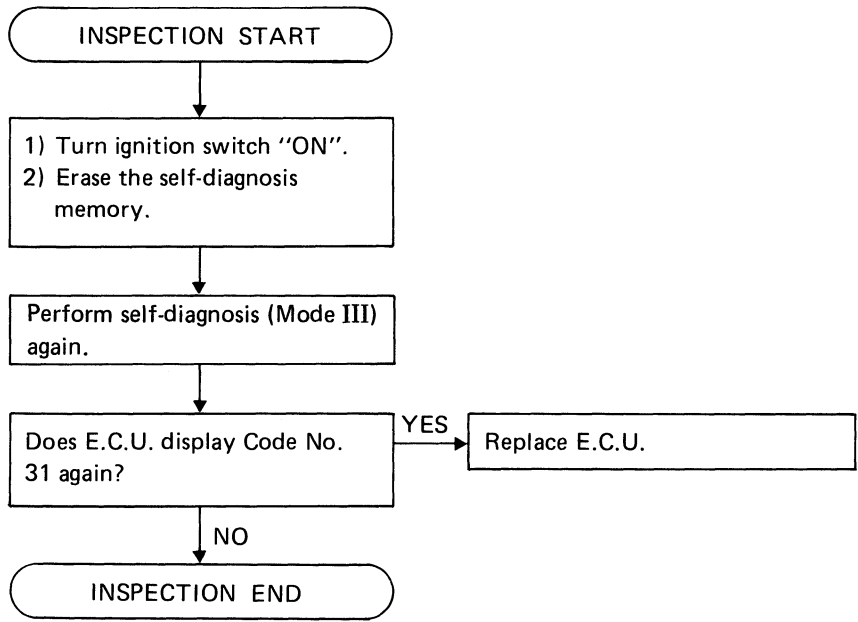 INSPECTION START
1) Turn ignition switch "ON".
2) Erase the self-diagnosis
memory.
Perform self-diagnosis (Mode III)
again.
Does E.C.U. display Code No.
31 again?
YES
Replace E.C.U.
NO
INSPECTION END